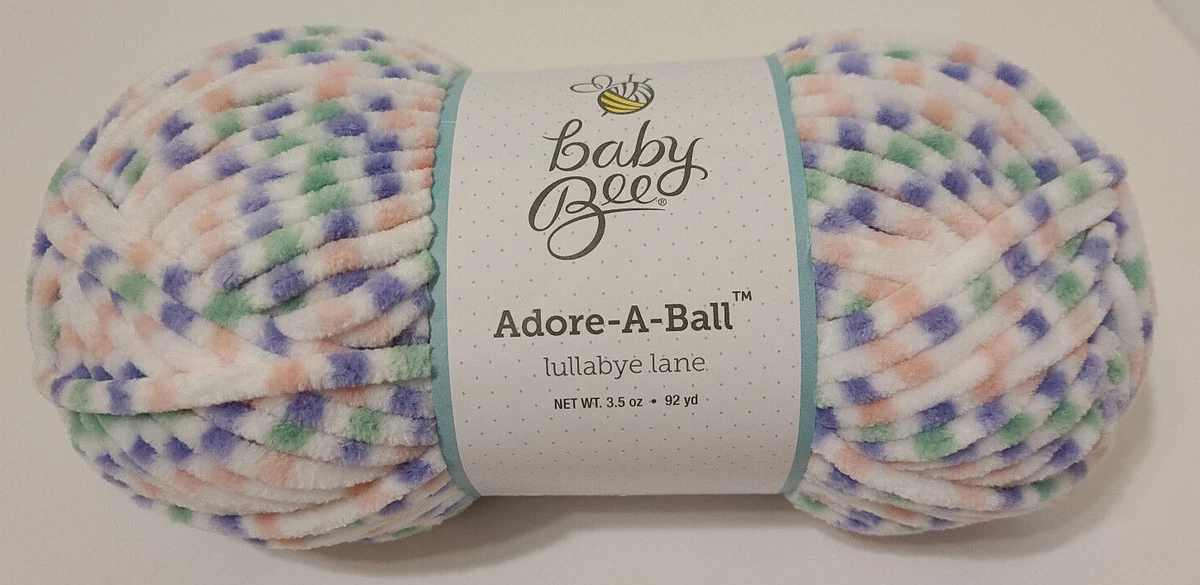 baby
Bee®
Adore-A-Ball™
lullabye lane
NET WT. 3.5 oz • 92 yd